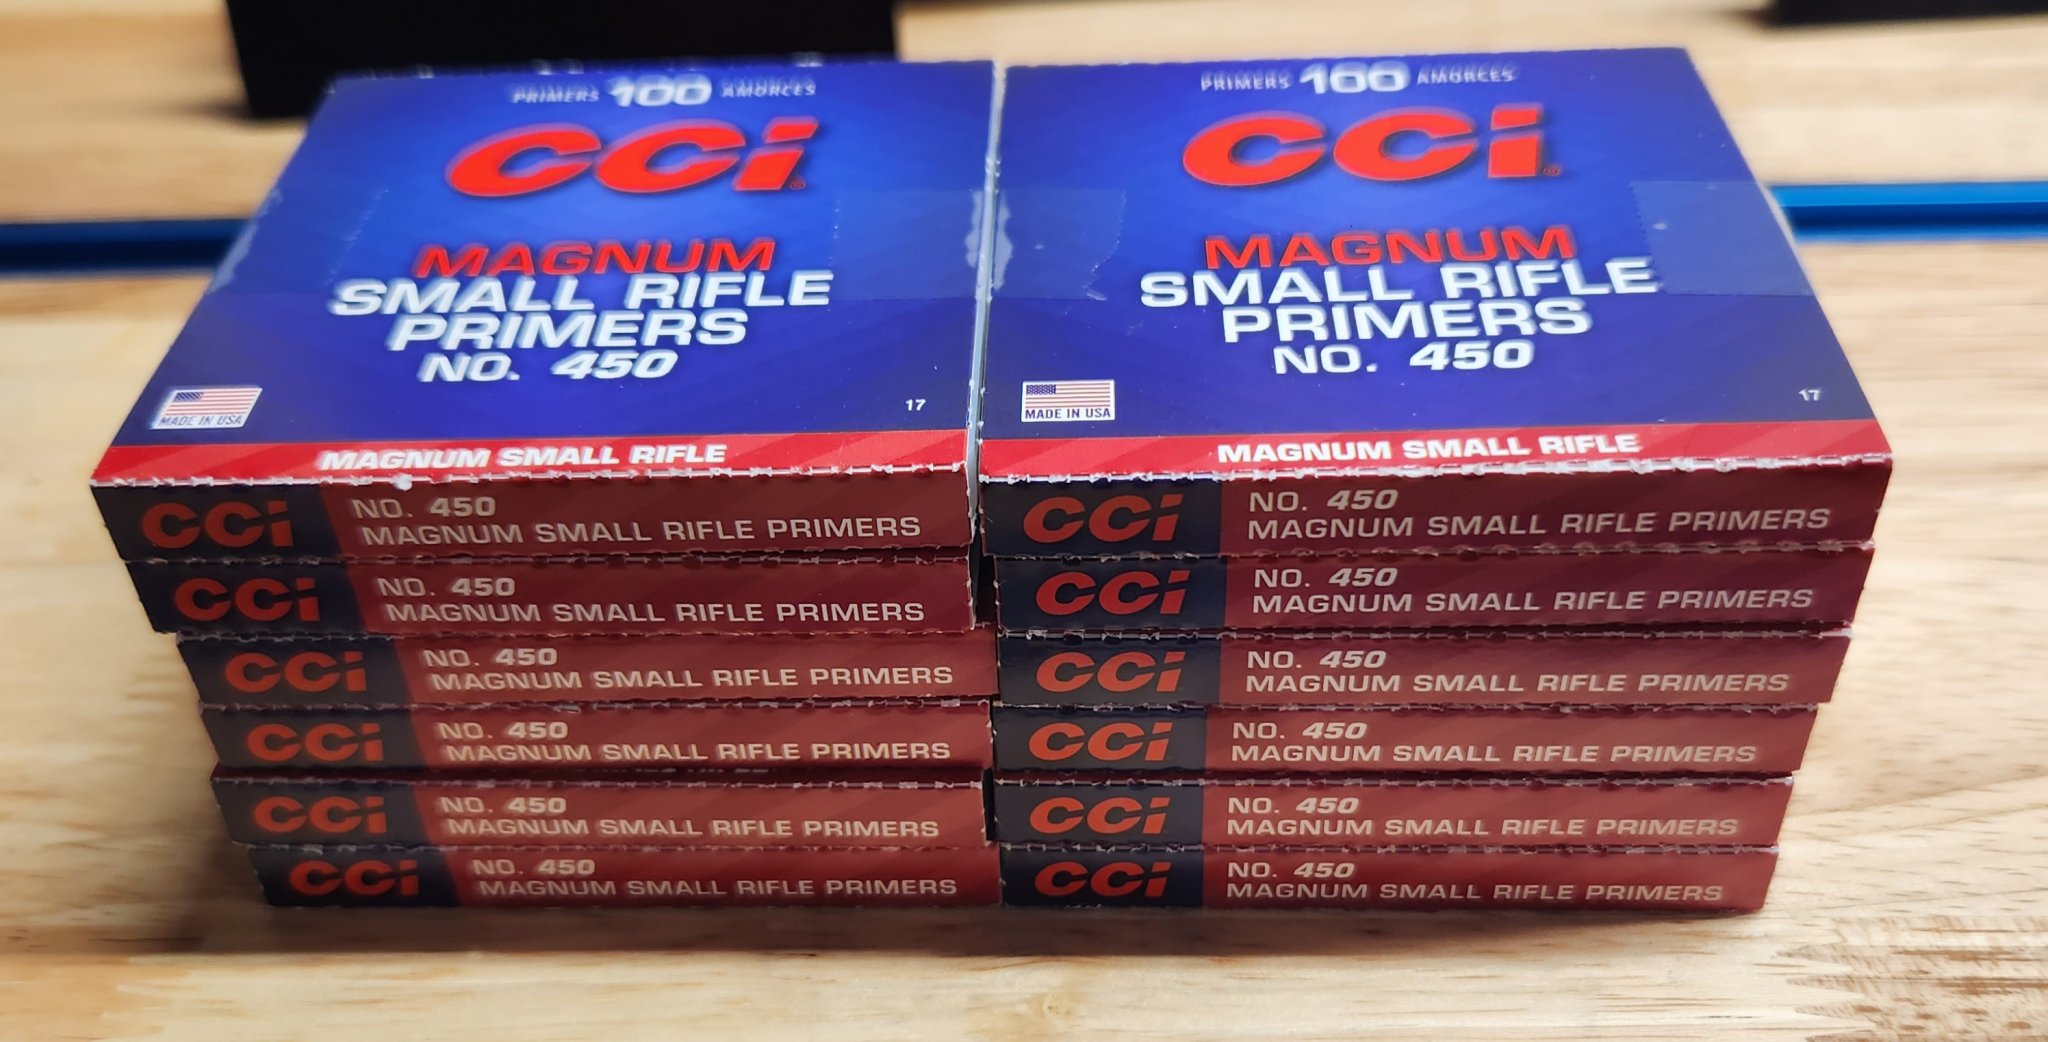 PRIMERS 100 AMORCES
CCi®
MAGNUM
SMALL RIFLE
PRIMERS
NO. 450
MADE IN USA
17
MAGNUM SMALL RIFLE
CCi NO. 450
MAGNUM SMALL RIFLE PRIMERS
CCi NO. 450
MAGNUM SMALL RIFLE PRIMERS
CCi NO. 450
MAGNUM SMALL RIFLE PRIMERS
CCi NO. 450
MAGNUM SMALL RIFLE PRIMERS
CCi NO. 450
MAGNUM SMALL RIFLE PRIMERS
CCi NO. 450
MAGNUM SMALL RIFLE PRIMERS
PRIMERS 100 AMORCES
CCi®
MAGNUM
SMALL RIFLE
PRIMERS
NO. 450
MADE IN USA
17
MAGNUM SMALL RIFLE
CCi NO. 450
MAGNUM SMALL RIFLE PRIMERS
CCi NO. 450
MAGNUM SMALL RIFLE PRIMERS
CCi NO. 450
MAGNUM SMALL RIFLE PRIMERS
CCi NO. 450
MAGNUM SMALL RIFLE PRIMERS
CCi NO. 450
MAGNUM SMALL RIFLE PRIMERS
CCi NO. 450
MAGNUM SMALL RIFLE PRIMERS